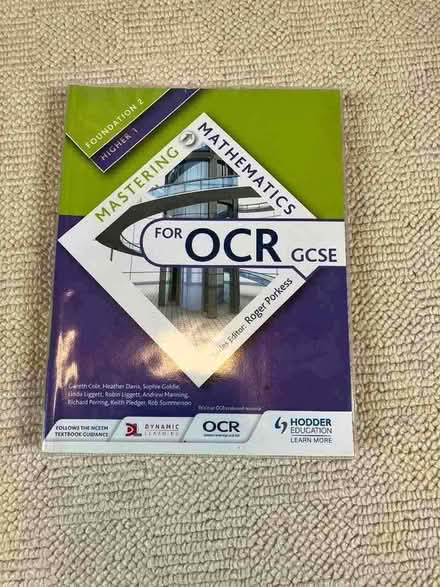 FOUNDATION 2
HIGHER 1
MASTERING
MATHEMATICS
FOR OCR GCSE
Series Editor: Roger Porkess
Gareth Cole, Heather Davis, Sophie Goldie,
Linda Liggett, Robin Liggett, Andrew Manning,
Richard Perring, Keith Pledger, Rob Summerson
FOLLOWS THE NCETM
TEXTBOOK GUIDANCE
DL
DYNAMIC
LEARNING
OCR
HODDER
EDUCATION
LEARN MORE